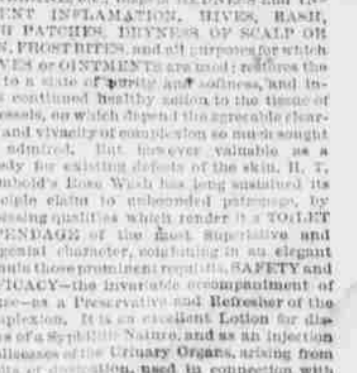 ENT INFLAMATION, HIVES, RASH,
H PATCHES, DRYNESS OF SCALP OR
N, FROST BITES, and all purposes for which
VES or OINTMENTS are used; restores the
to a state of purity and softness, and in-
s continued healthy action to the tissue of
essels, on which depend the agreeable clear-
and vivacity of complexion so much sought
admired. But however valuable as a
edy for existing defects of the skin, H. T.
mbold's Rose Wash has long sustained its
ciple claim to unbounded patronage, by
sessing qualities which render it a TOILET
PENDAGE of the most Superlative and
genial character, combining in an elegant
mula those prominent requisits, SAFETY and
FICACY—the invariable accompaniment of
use—as a Preservative and Refresher of the
plexion. It is an excellent Lotion for dis-
es of a Syphilitic Nature, and as an Injection
diseases of the Urinary Organs, arising from
its of dissipation, used in connection with